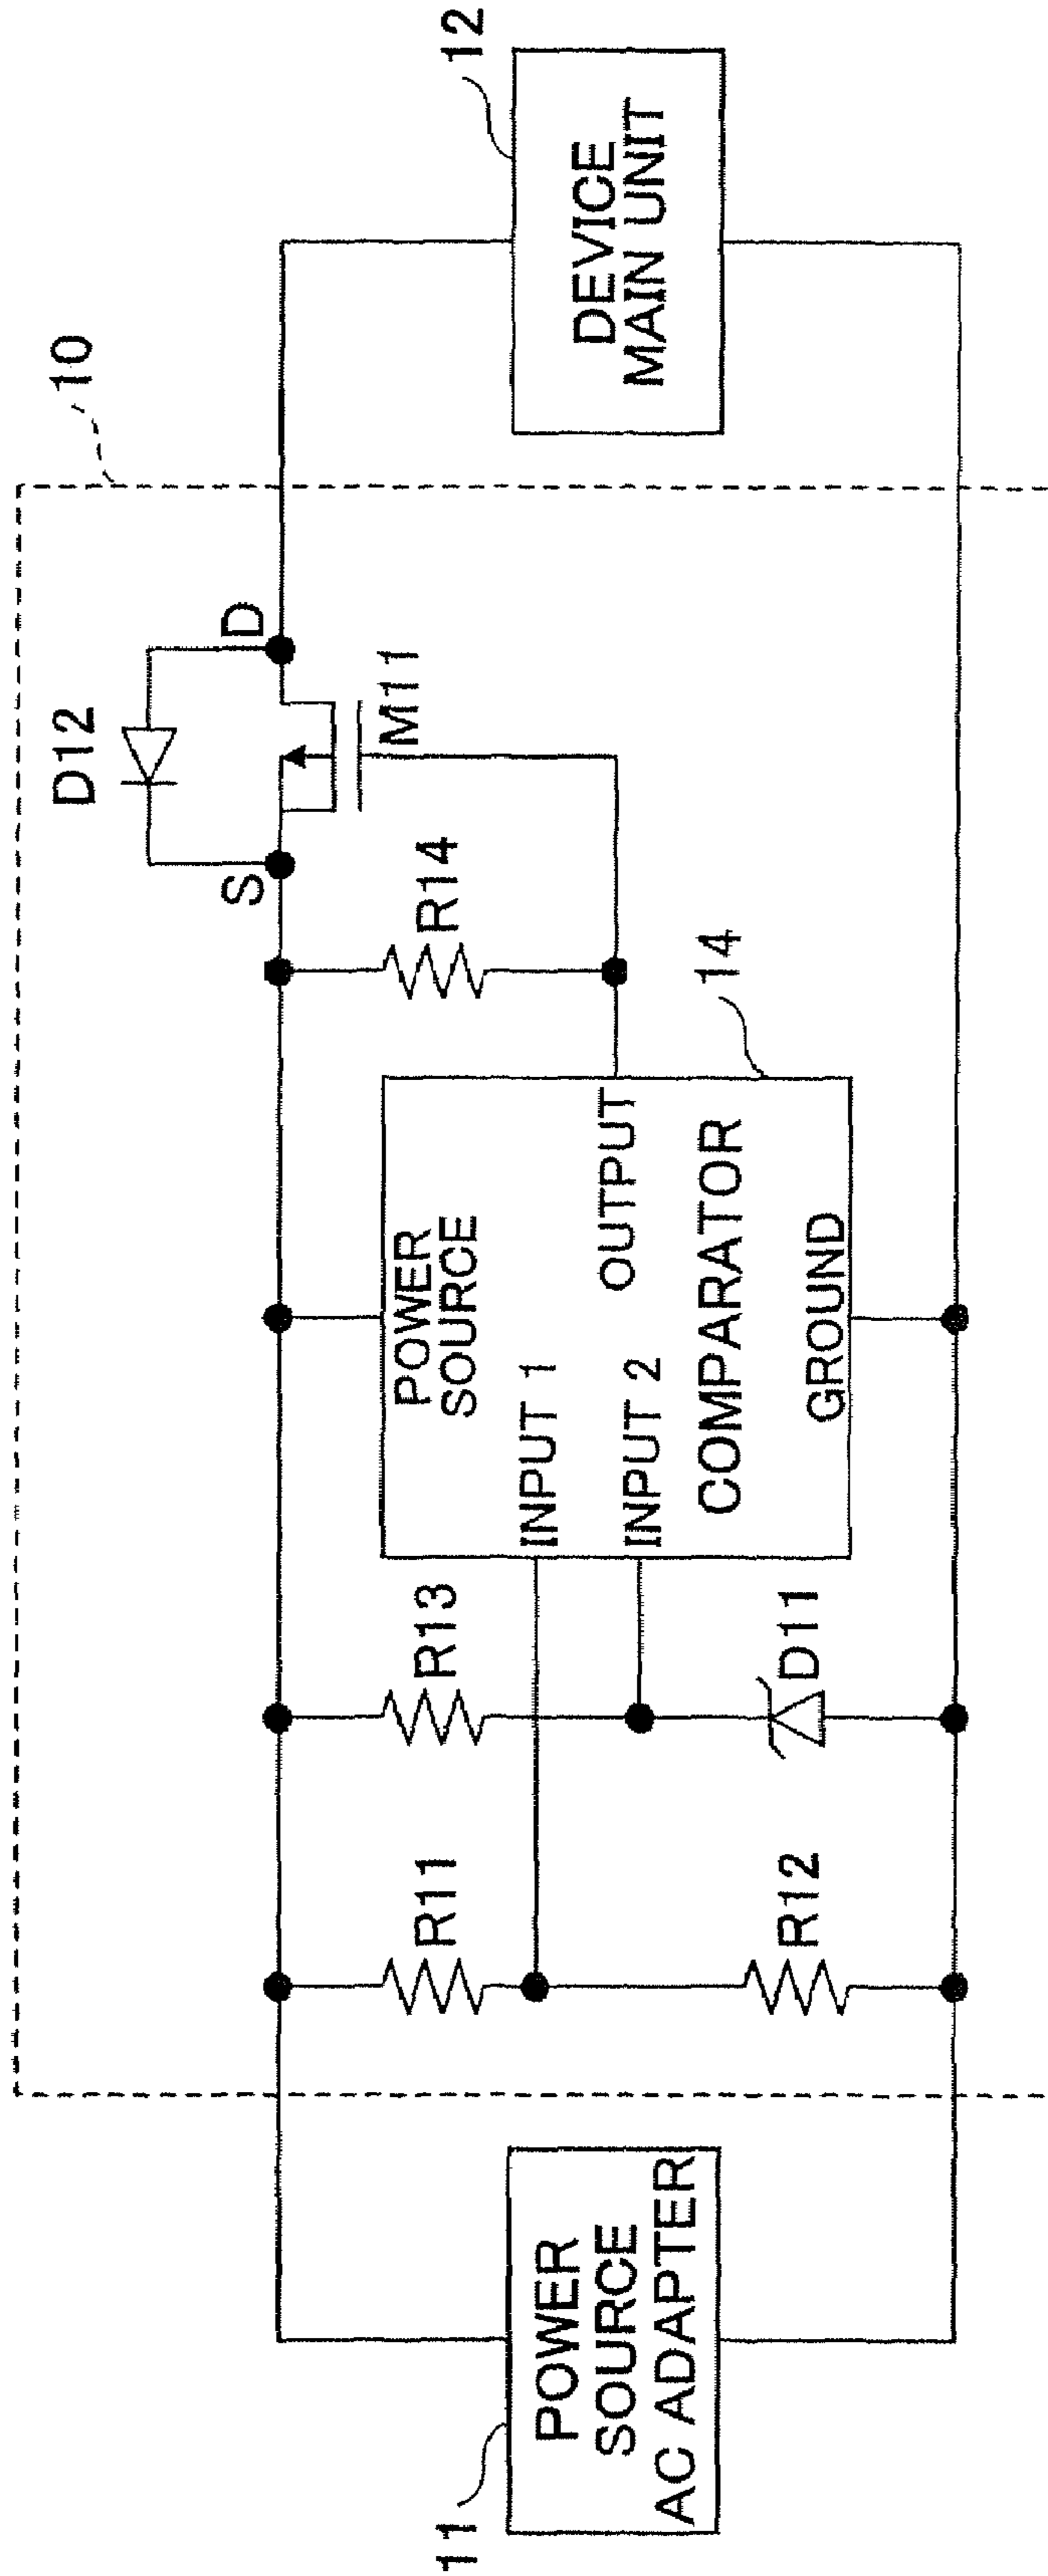 10
D12
S
D
M11
R14
R13
R11
R12
D11
POWER
SOURCE
INPUT 1
INPUT 2
OUTPUT
COMPARATOR
GROUND
14
11
POWER
SOURCE
AC ADAPTER
12
DEVICE
MAIN UNIT